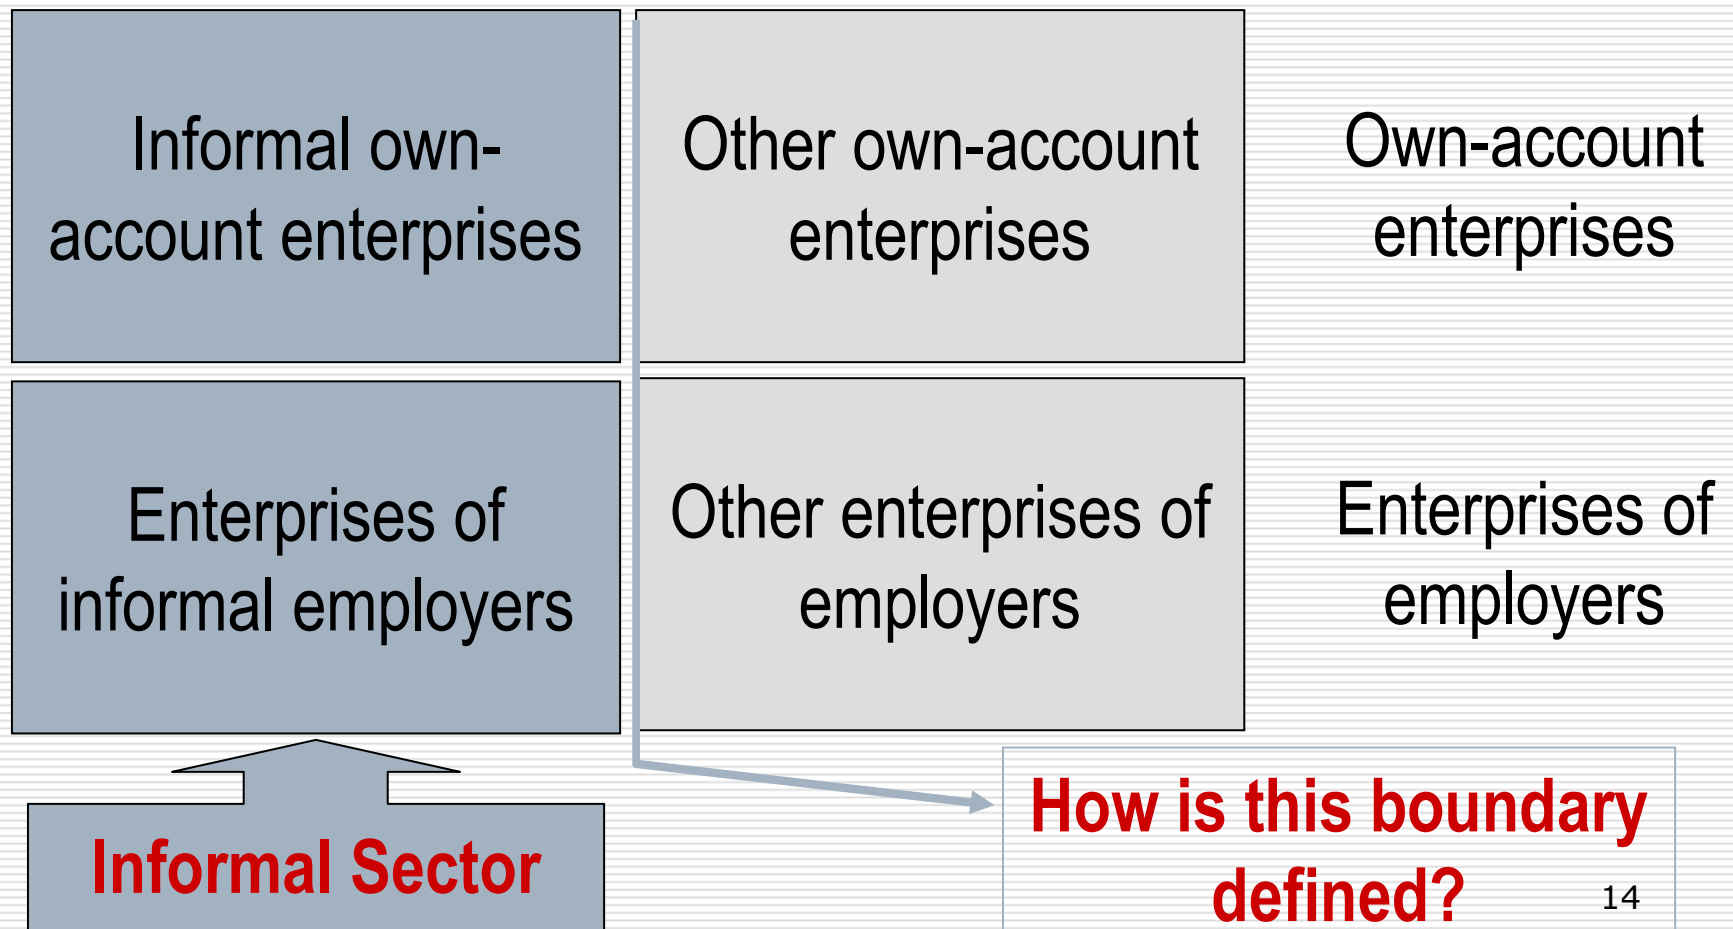 Informal own-
account enterprises
Other own-account
enterprises
Own-account
enterprises
Enterprises of
informal employers
Other enterprises of
employers
Enterprises of
employers
Informal Sector
How is this boundary
defined?
14